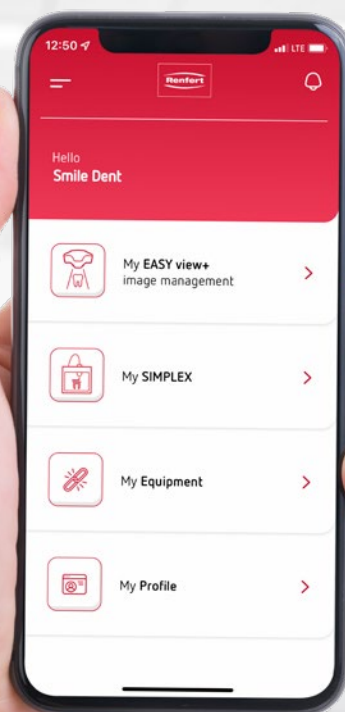 12:50
LTE
Renfert
Hello
Smile Dent
My EASY view+
image management
My SIMPLEX
My Equipment
My Profile